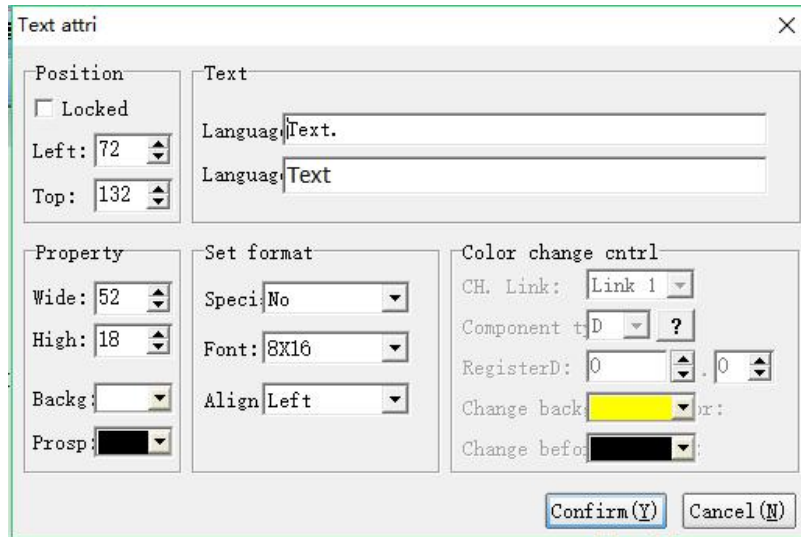 Text attri
Position
Locked
Left: 72
Top: 132
Text
Languag Text.
Languag Text
Property
Wide: 52
High: 18
Backg:
Prosp:
Set format
Speci: No
Font: 8X16
Align Left
Color change cntrl
CH. Link: Link 1
Component t D ?
RegisterD: 0 . 0
Change back r:
Change befo :
Confirm(Y) Cancel(N)